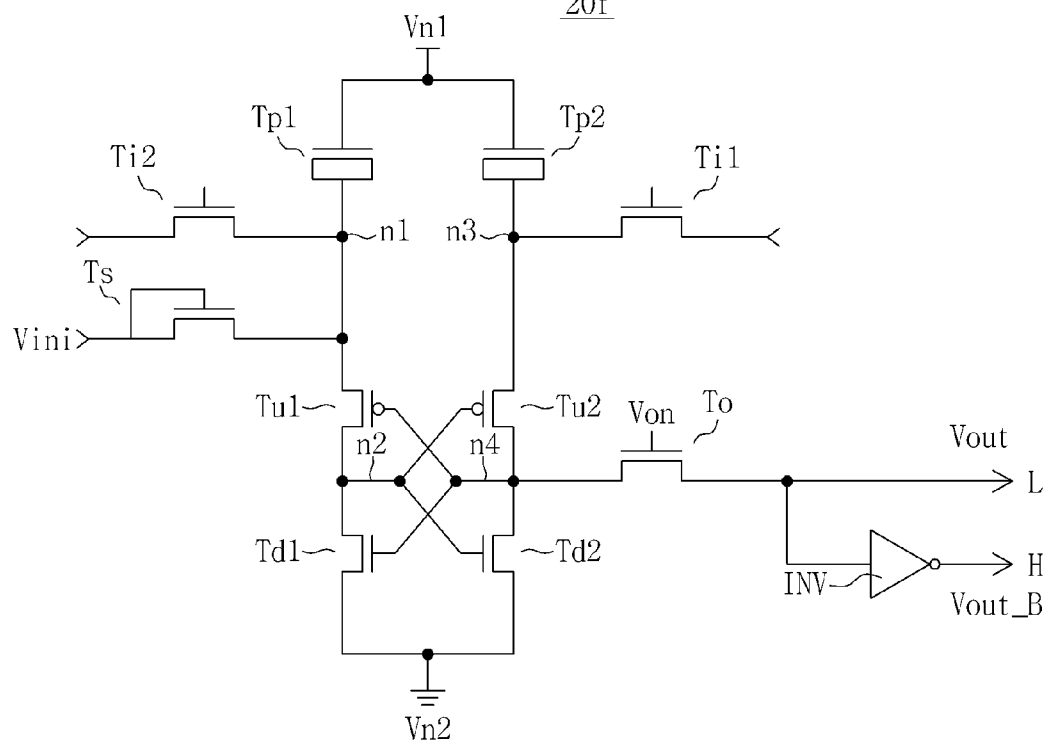 20f
Vn1
Tp1
Tp2
Ti2
Ti1
n1
n3
Ts
Vini
Tu1
Tu2
Von
To
n2
n4
Vout
L
Td1
Td2
INV
H
Vout_B
Vn2